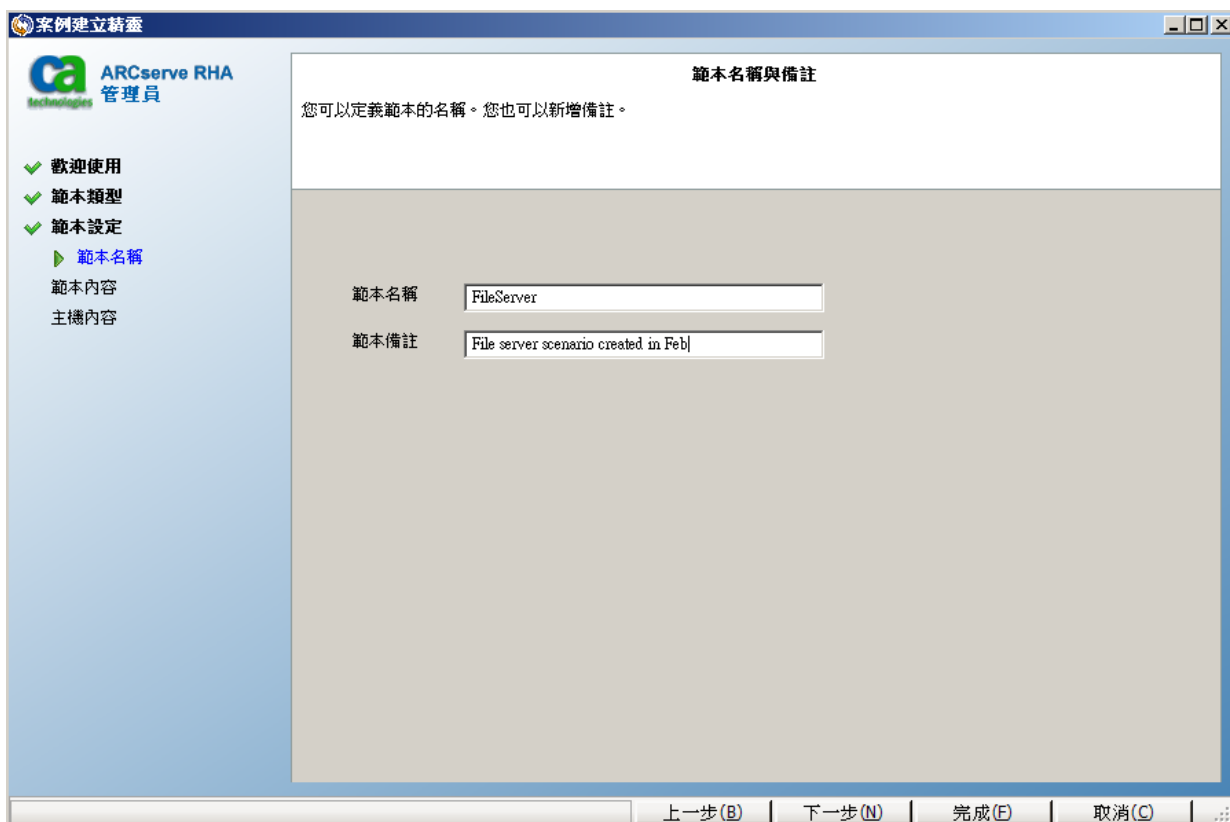 案例建立精靈
ca
technologies
ARCserve RHA
管理員
歡迎使用
範本類型
範本設定
範本名稱
範本內容
主機內容
範本名稱與備註
您可以定義範本的名稱。您也可以新增備註。
範本名稱 FileServer
範本備註 File server scenario created in Feb
上一步(B) 下一步(N) 完成(F) 取消(C)